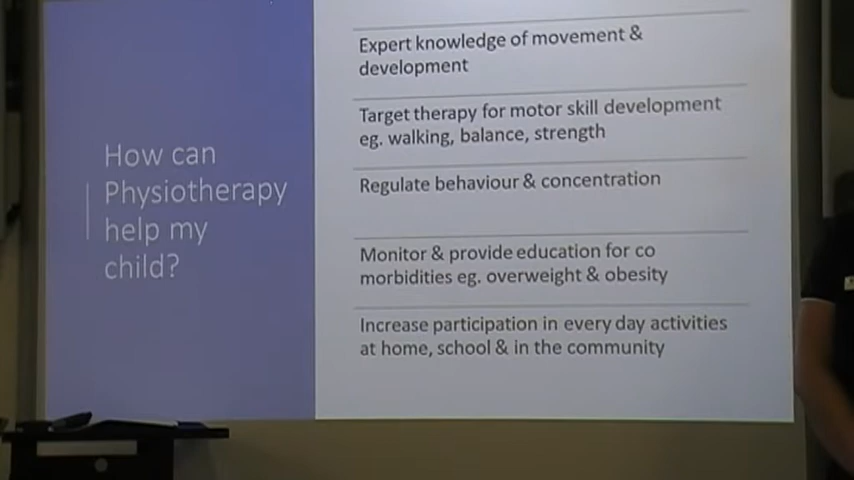 How can
Physiotherapy
help my
child?
Expert knowledge of movement &
development
Target therapy for motor skill development
eg. walking, balance, strength
Regulate behaviour & concentration
Monitor & provide education for co
morbidities eg. overweight & obesity
Increase participation in every day activities
at home, school & in the community